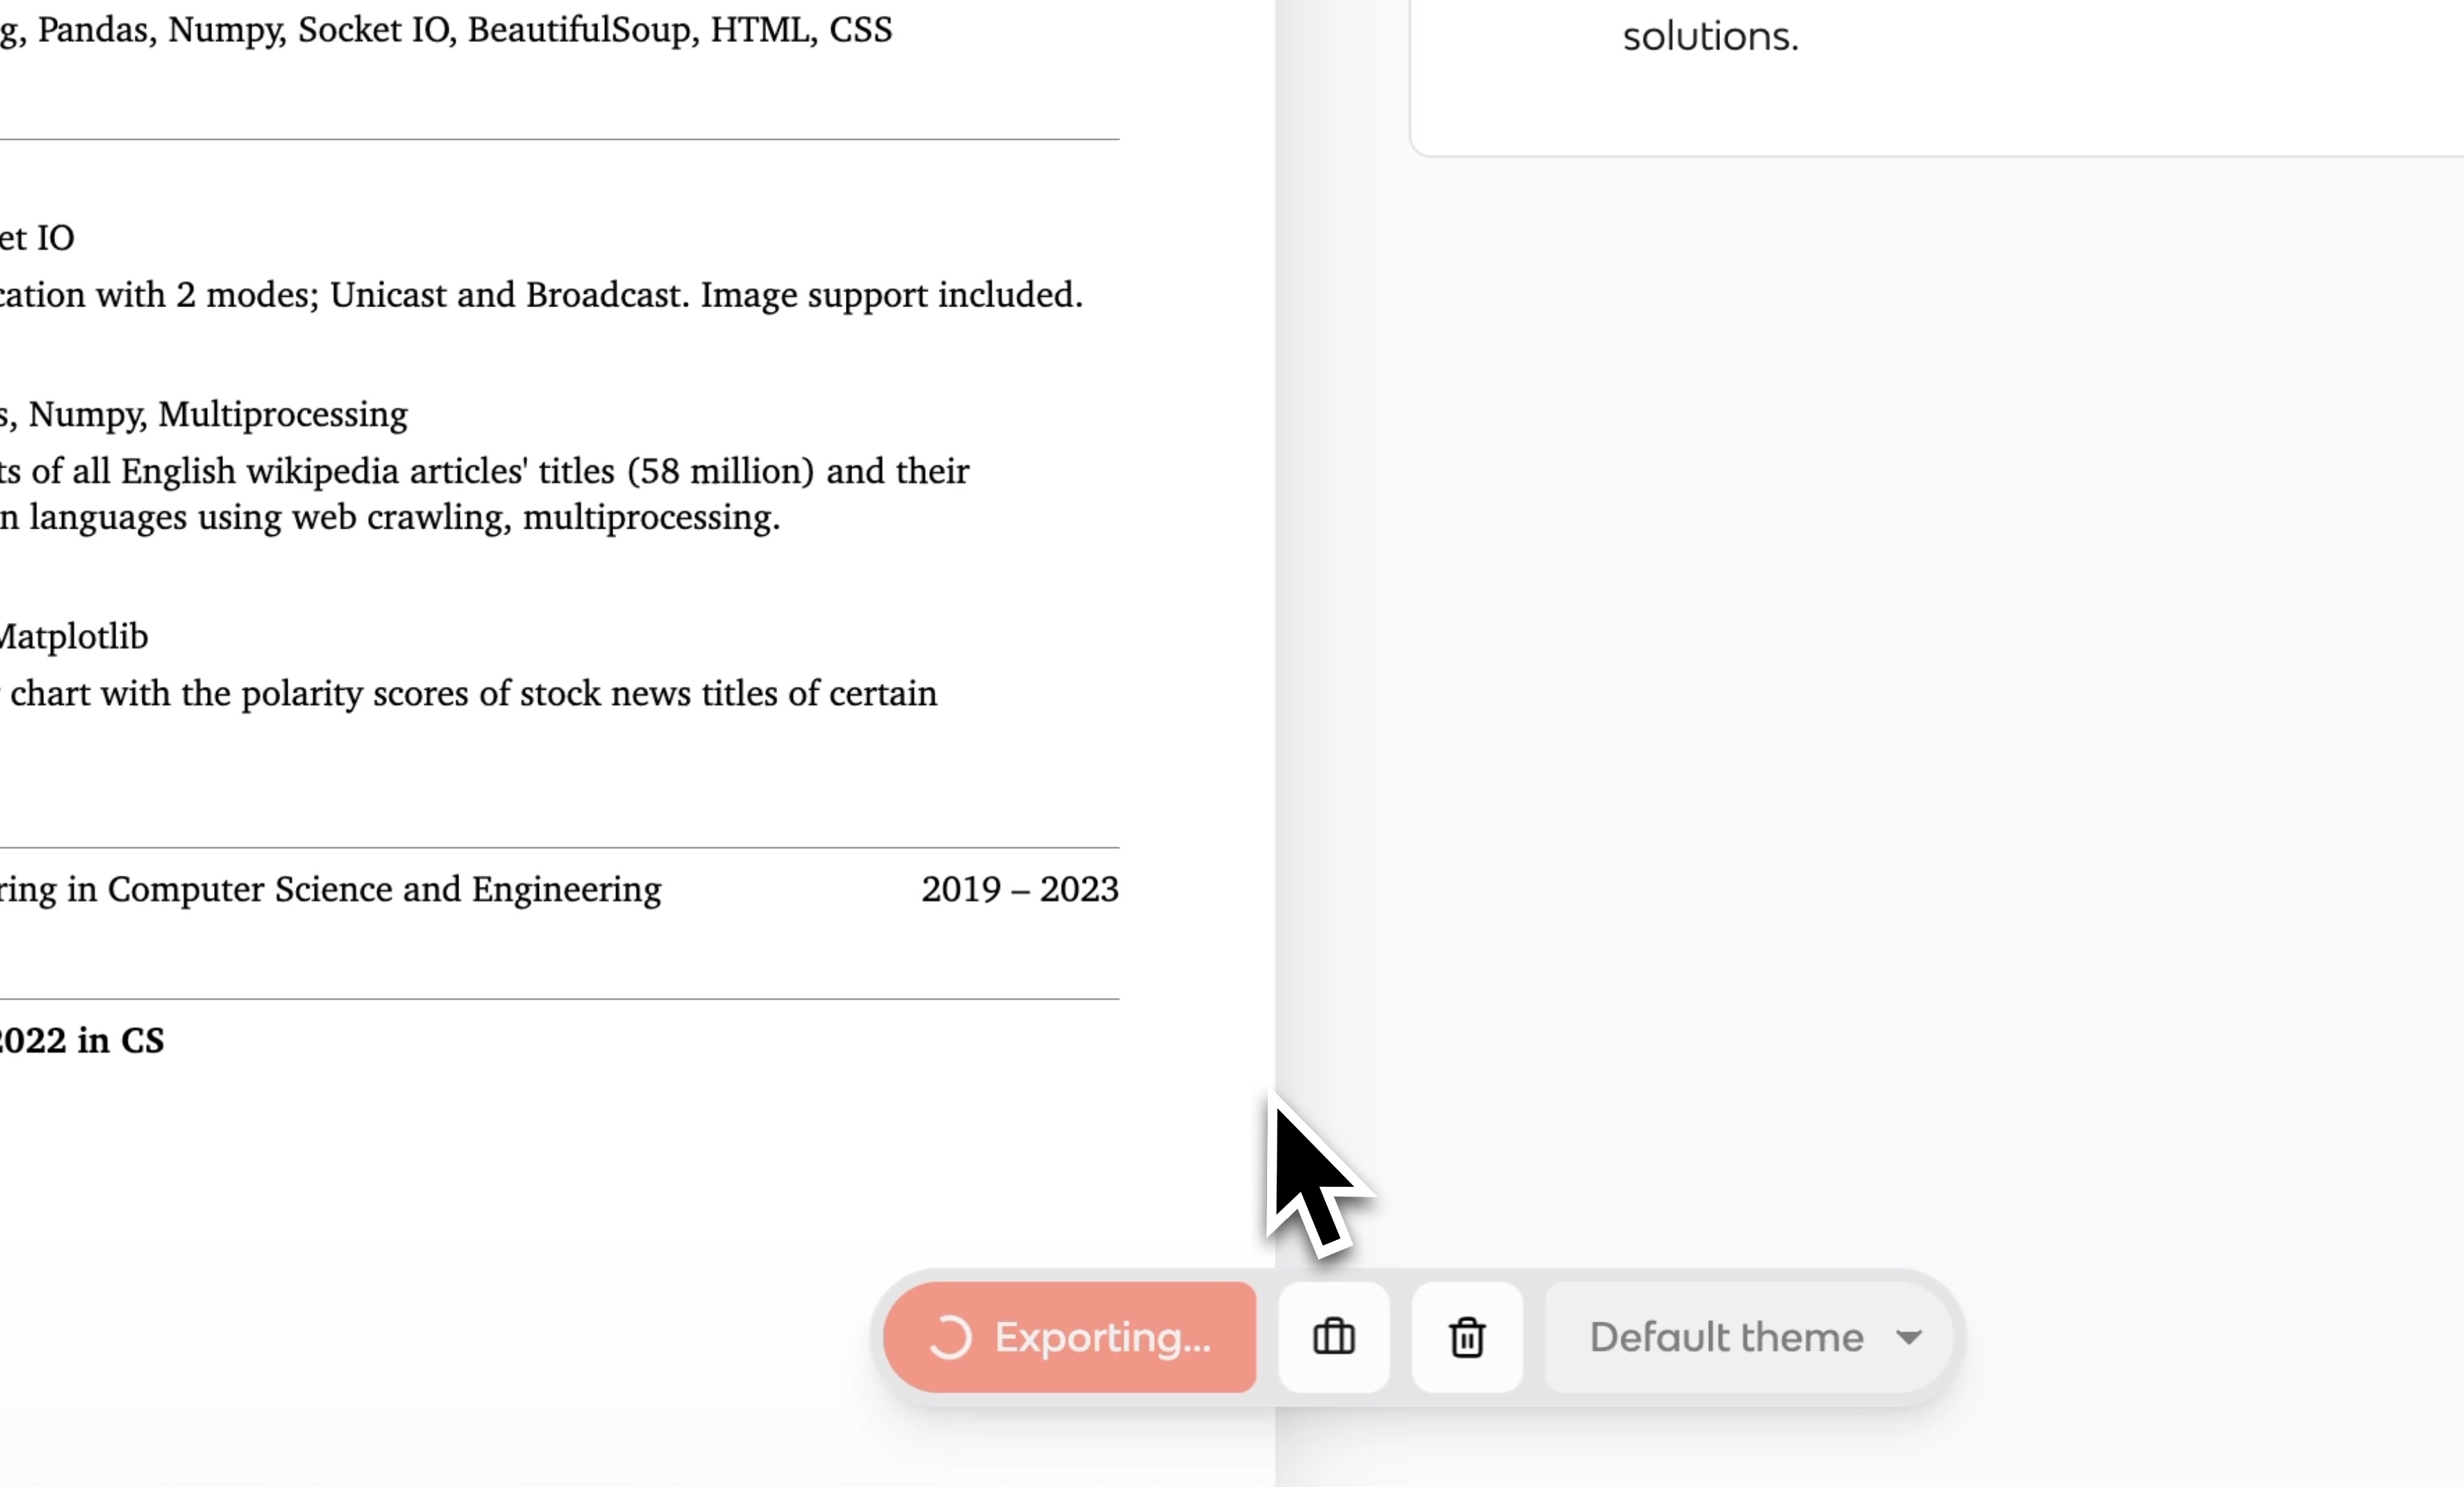 g, Pandas, Numpy, Socket IO, BeautifulSoup, HTML, CSS
et IO
cation with 2 modes; Unicast and Broadcast. Image support included.
s, Numpy, Multiprocessing
ts of all English wikipedia articles' titles (58 million) and their
n languages using web crawling, multiprocessing.
Matplotlib
chart with the polarity scores of stock news titles of certain
ring in Computer Science and Engineering 2019 – 2023
2022 in CS
solutions.
Exporting... Default theme